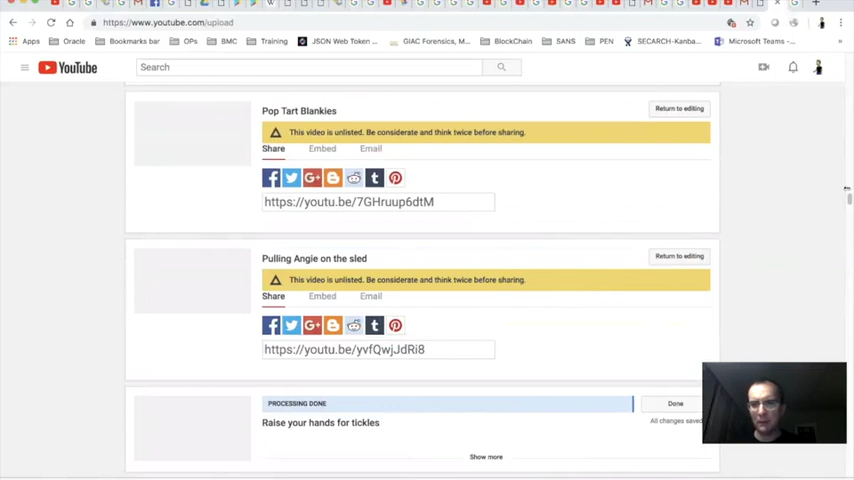 https://www.youtube.com/upload
Apps
Oracle
Bookmarks bar
OPs
BMC
Training
JSON Web Token ...
GIAC Forensics, M...
BlockChain
SANS
PEN
SECARCH-Kanba...
Microsoft Teams -...
YouTube
Search
Pop Tart Blankies
Return to editing
This video is unlisted. Be considerate and think twice before sharing.
Share Embed Email
https://youtu.be/7GHruup6dtM
Pulling Angie on the sled
Return to editing
This video is unlisted. Be considerate and think twice before sharing.
Share Embed Email
https://youtu.be/yvfQwjJdRi8
PROCESSING DONE
Done
Raise your hands for tickles
All changes saved
Show more